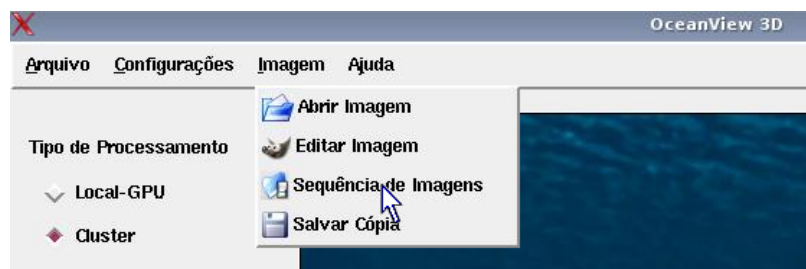 OceanView 3D
Arquivo Configurações Imagem Ajuda
Abrir Imagem
Tipo de Processamento
Editar Imagem
Local-GPU
Sequência de Imagens
Cluster
Salvar Cópia